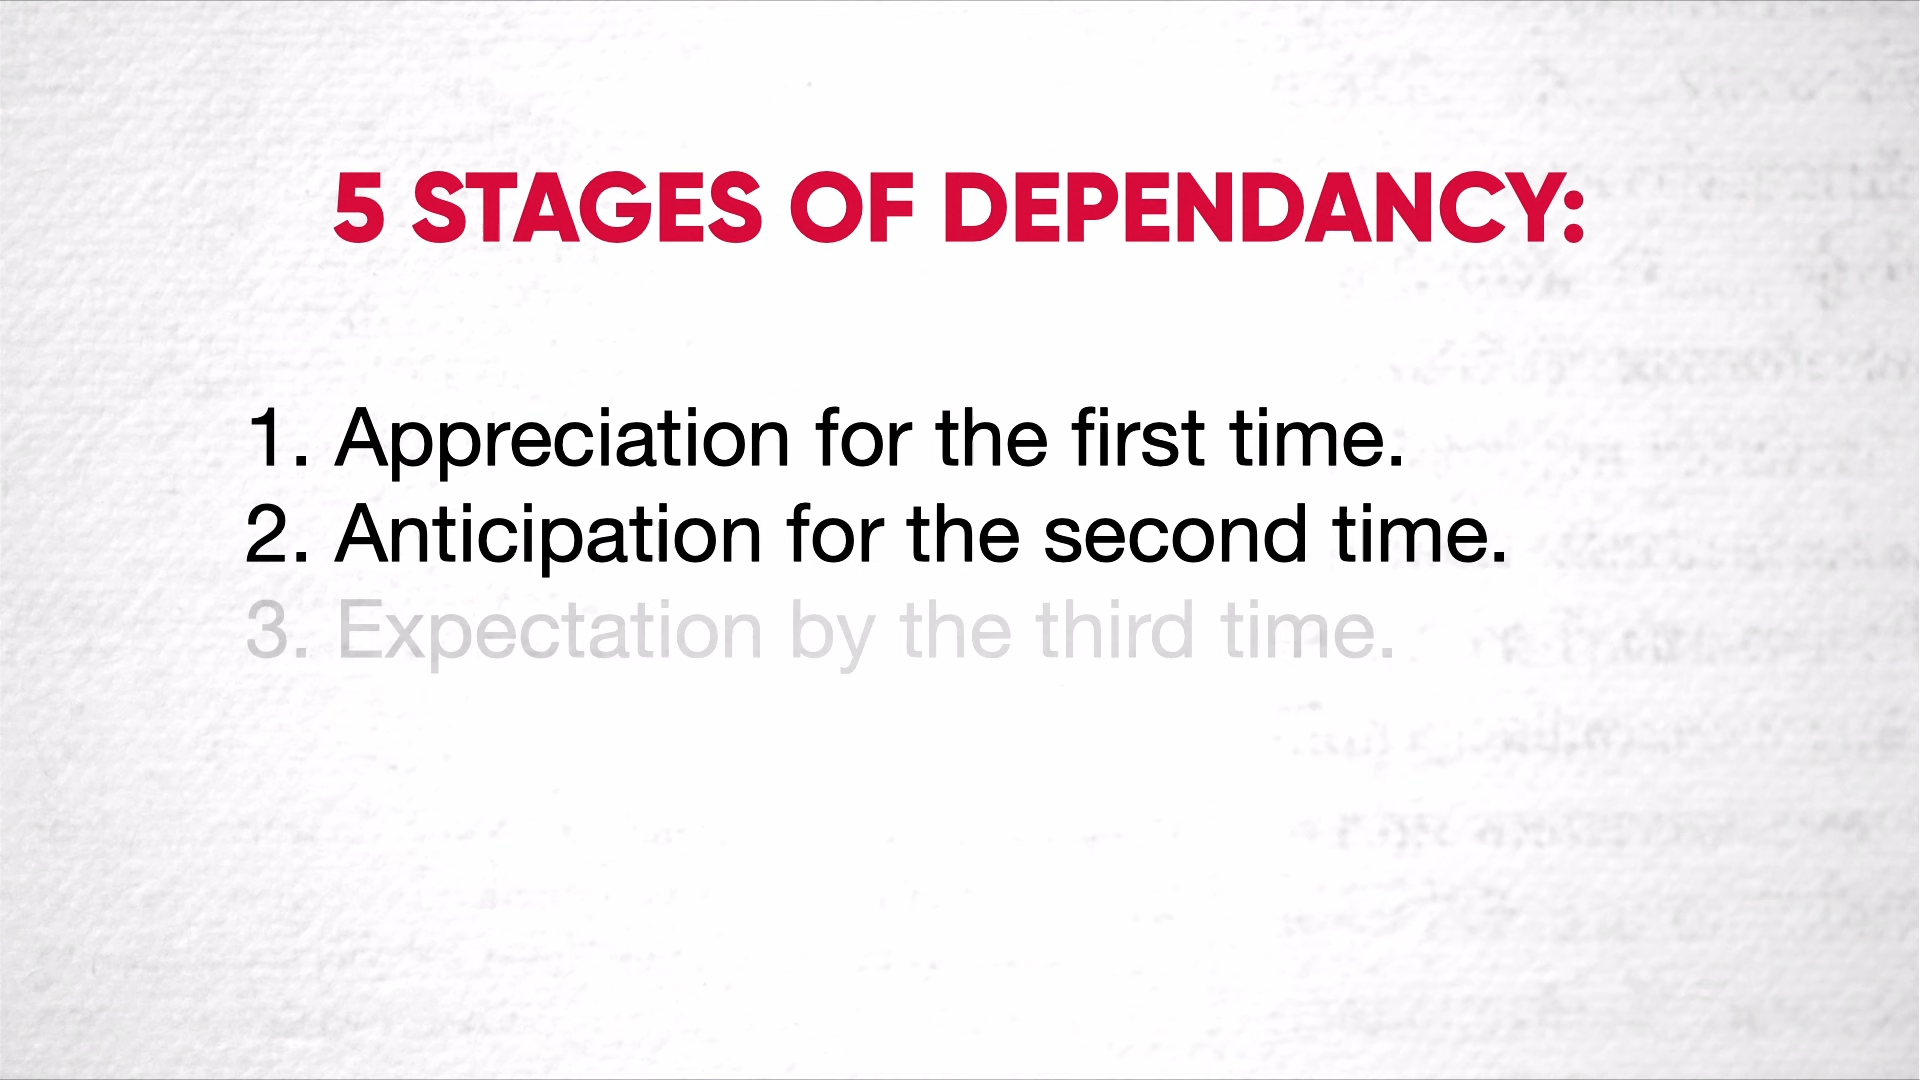 5 STAGES OF DEPENDANCY:
1. Appreciation for the first time.
2. Anticipation for the second time.
3. Expectation by the third time.